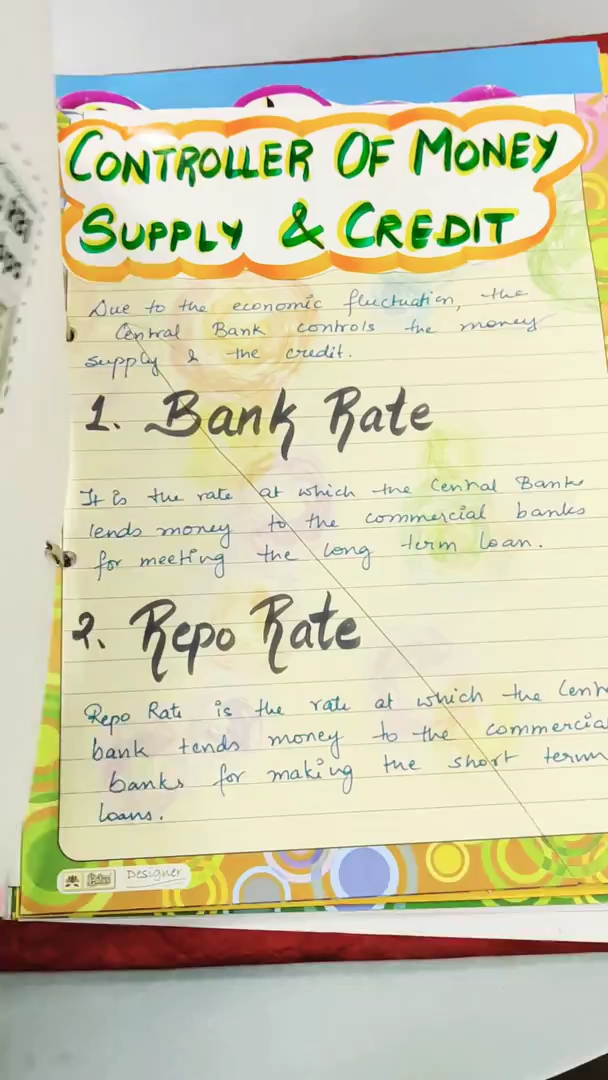 CONTROLLER OF MONEY
SUPPLY & CREDIT
Due to the economic fluctuation, the
Central Bank controls the money
supply & the credit.
1. Bank Rate
It is the rate at which the Central Bank
lends money to the commercial banks
for meeting the long term loan.
2. Repo Rate
Repo Rate is the rate at which the Cent
bank tends money to the commercial
banks for making the short term
loans.
Designer